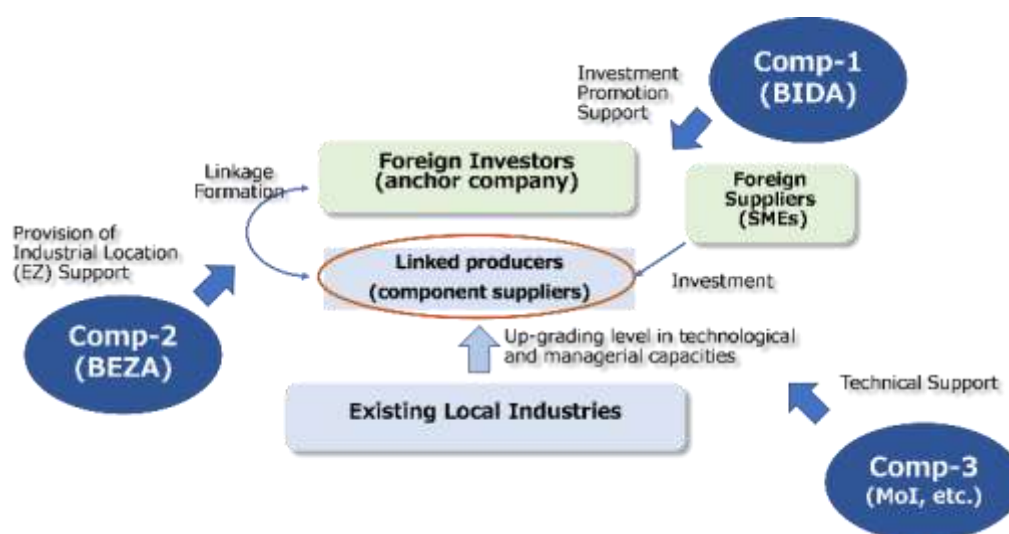 Comp-1
(BIDA)
Investment
Promotion
Support
Foreign Investors
(anchor company)
Linkage
Formation
Foreign
Suppliers
(SMEs)
Provision of
Industrial Location
(EZ) Support
Linked producers
(component suppliers)
Investment
Comp-2
(BEZA)
Up-grading level in technological
and managerial capacities
Technical Support
Existing Local Industries
Comp-3
(MoI, etc.)